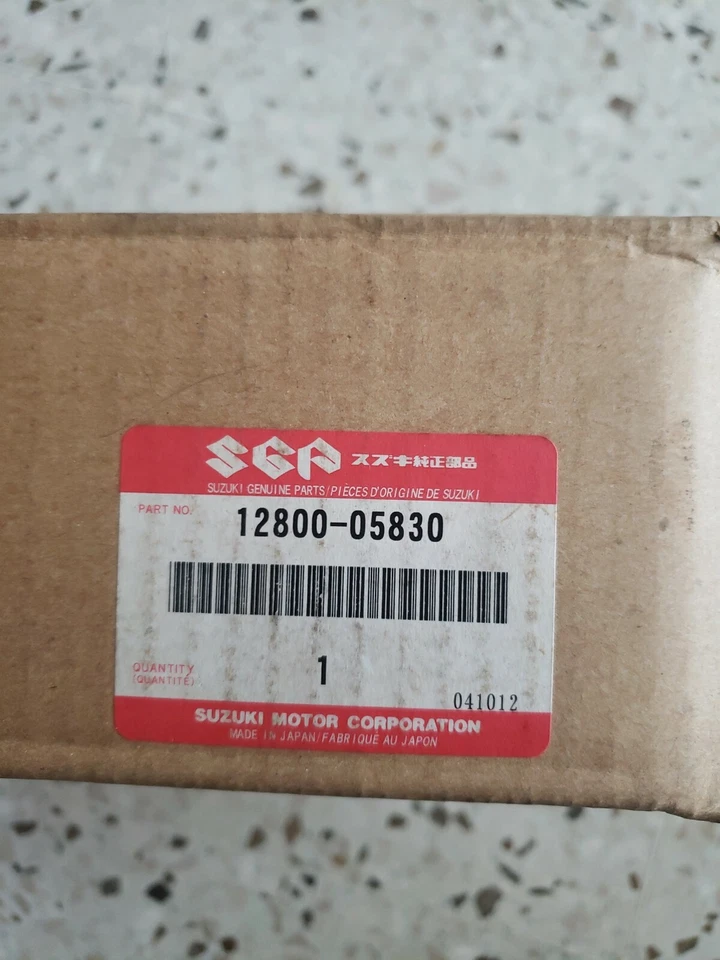 SGP スズキ純正部品
SUZUKI GENUINE PARTS/PIÈCES D'ORIGINE DE SUZUKI
PART NO. 12800-05830
QUANTITY 1
(QUANTITÉ)
041012
SUZUKI MOTOR CORPORATION
MADE IN JAPAN/FABRIQUÉ AU JAPON